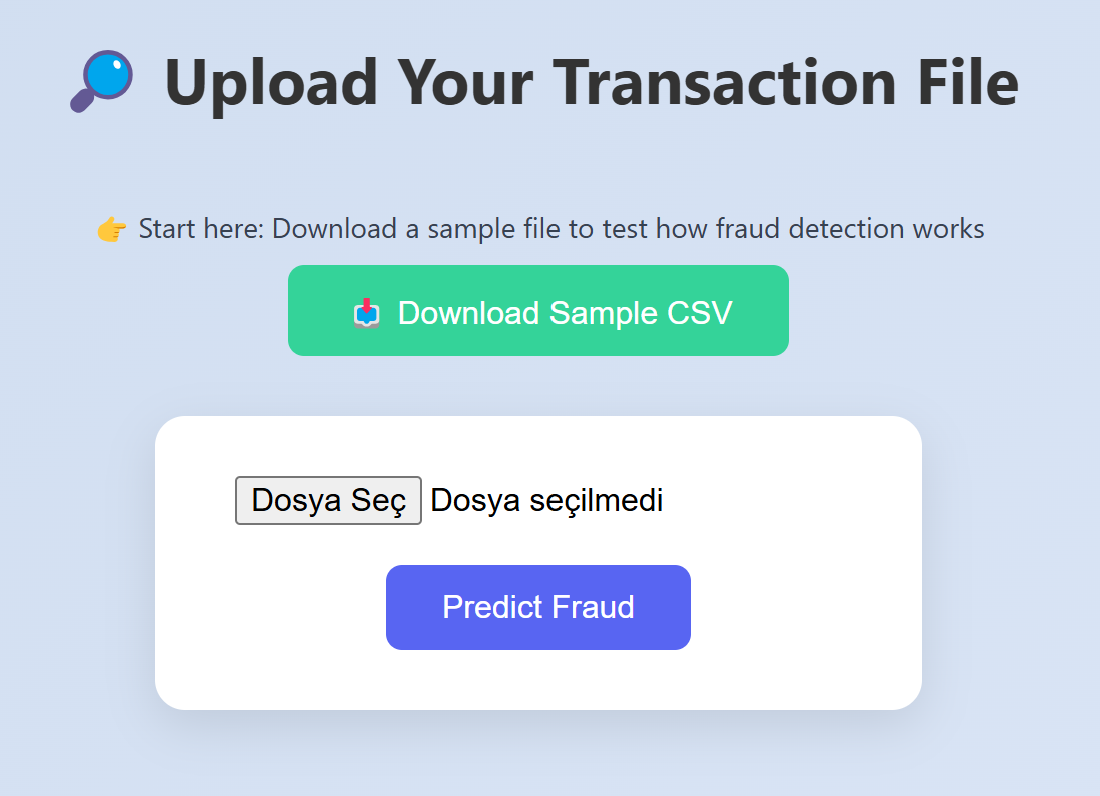 🔎 Upload Your Transaction File
👉 Start here: Download a sample file to test how fraud detection works
📥 Download Sample CSV
Dosya Seç Dosya seçilmedi
Predict Fraud